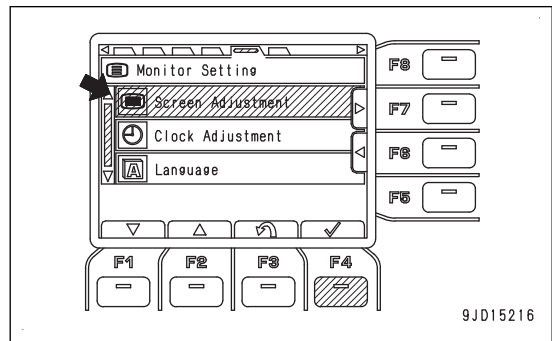 Monitor Setting
Screen Adjustment
Clock Adjustment
A Language
F8
F7
F6
F5
F1 F2 F3 F4
9JD15216